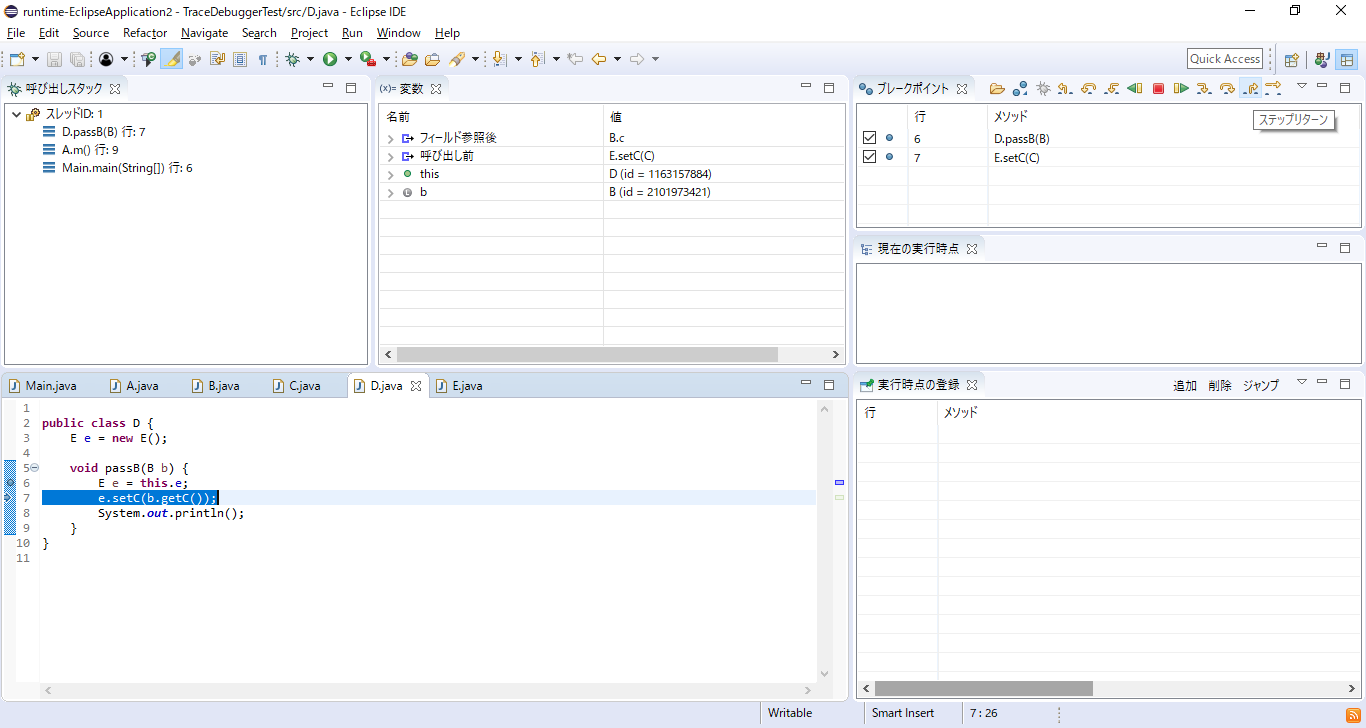 runtime-EclipseApplication2 - TraceDebuggerTest/src/D.java - Eclipse IDE
File Edit Source Refactor Navigate Search Project Run Window Help
Quick Access
呼び出しスタック
スレッドID: 1
D.passB(B) 行: 7
A.m() 行: 9
Main.main(String[]) 行: 6
(x)= 変数
名前 値
フィールド参照後 B.c
呼び出し前 E.setC(C)
this D (id = 1163157884)
b B (id = 2101973421)
ブレークポイント
行 メソッド
ステップリターン
6 D.passB(B)
7 E.setC(C)
現在の実行時点
Main.java A.java B.java C.java D.java E.java
1
2 public class D {
3 E e = new E();
4
5 void passB(B b) {
6 E e = this.e;
7 e.setC(b.getC());
8 System.out.println();
9 }
10 }
11
実行時点の登録 追加 削除 ジャンプ
行 メソッド
Writable Smart Insert 7 : 26